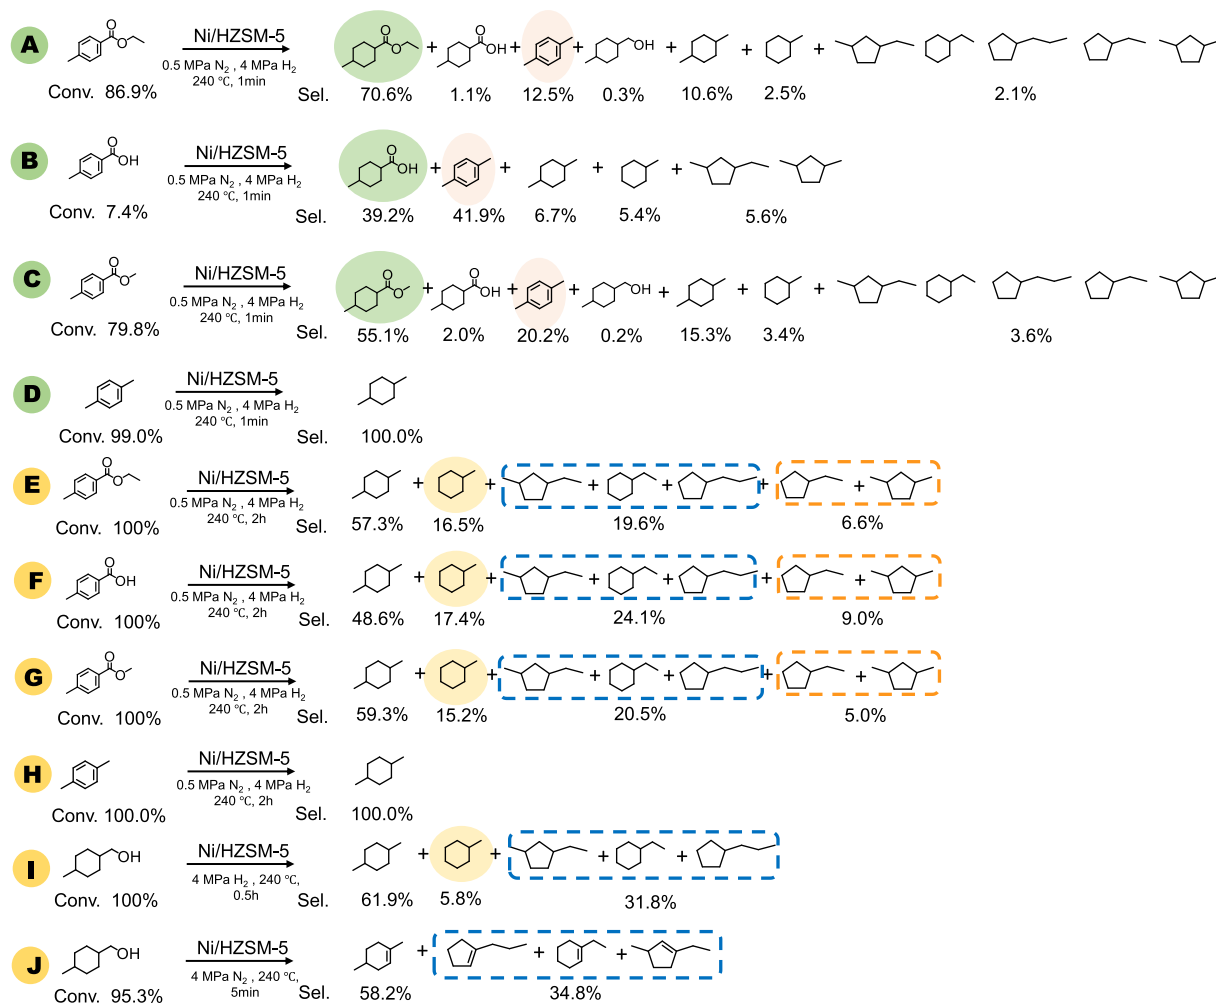 A
Ni/HZSM-5
0.5 MPa N2 , 4 MPa H2
240 ℃, 1min
Conv. 86.9%
Sel. 70.6% 1.1% 12.5% 0.3% 10.6% 2.5% 2.1%
B
Ni/HZSM-5
0.5 MPa N2 , 4 MPa H2
240 ℃, 1min
Conv. 7.4%
Sel. 39.2% 41.9% 6.7% 5.4% 5.6%
C
Ni/HZSM-5
0.5 MPa N2 , 4 MPa H2
240 ℃, 1min
Conv. 79.8%
Sel. 55.1% 2.0% 20.2% 0.2% 15.3% 3.4% 3.6%
D
Ni/HZSM-5
0.5 MPa N2 , 4 MPa H2
240 ℃, 1min
Conv. 99.0%
Sel. 100.0%
E
Ni/HZSM-5
0.5 MPa N2 , 4 MPa H2
240 ℃, 2h
Conv. 100%
Sel. 57.3% 16.5% 19.6% 6.6%
F
Ni/HZSM-5
0.5 MPa N2 , 4 MPa H2
240 ℃, 2h
Conv. 100%
Sel. 48.6% 17.4% 24.1% 9.0%
G
Ni/HZSM-5
0.5 MPa N2 , 4 MPa H2
240 ℃, 2h
Conv. 100%
Sel. 59.3% 15.2% 20.5% 5.0%
H
Ni/HZSM-5
0.5 MPa N2 , 4 MPa H2
240 ℃, 2h
Conv. 100.0%
Sel. 100.0%
I
Ni/HZSM-5
4 MPa H2 , 240 ℃,
0.5h
Conv. 100%
Sel. 61.9% 5.8% 31.8%
J
Ni/HZSM-5
4 MPa N2 , 240 ℃,
5min
Conv. 95.3%
Sel. 58.2% 34.8%